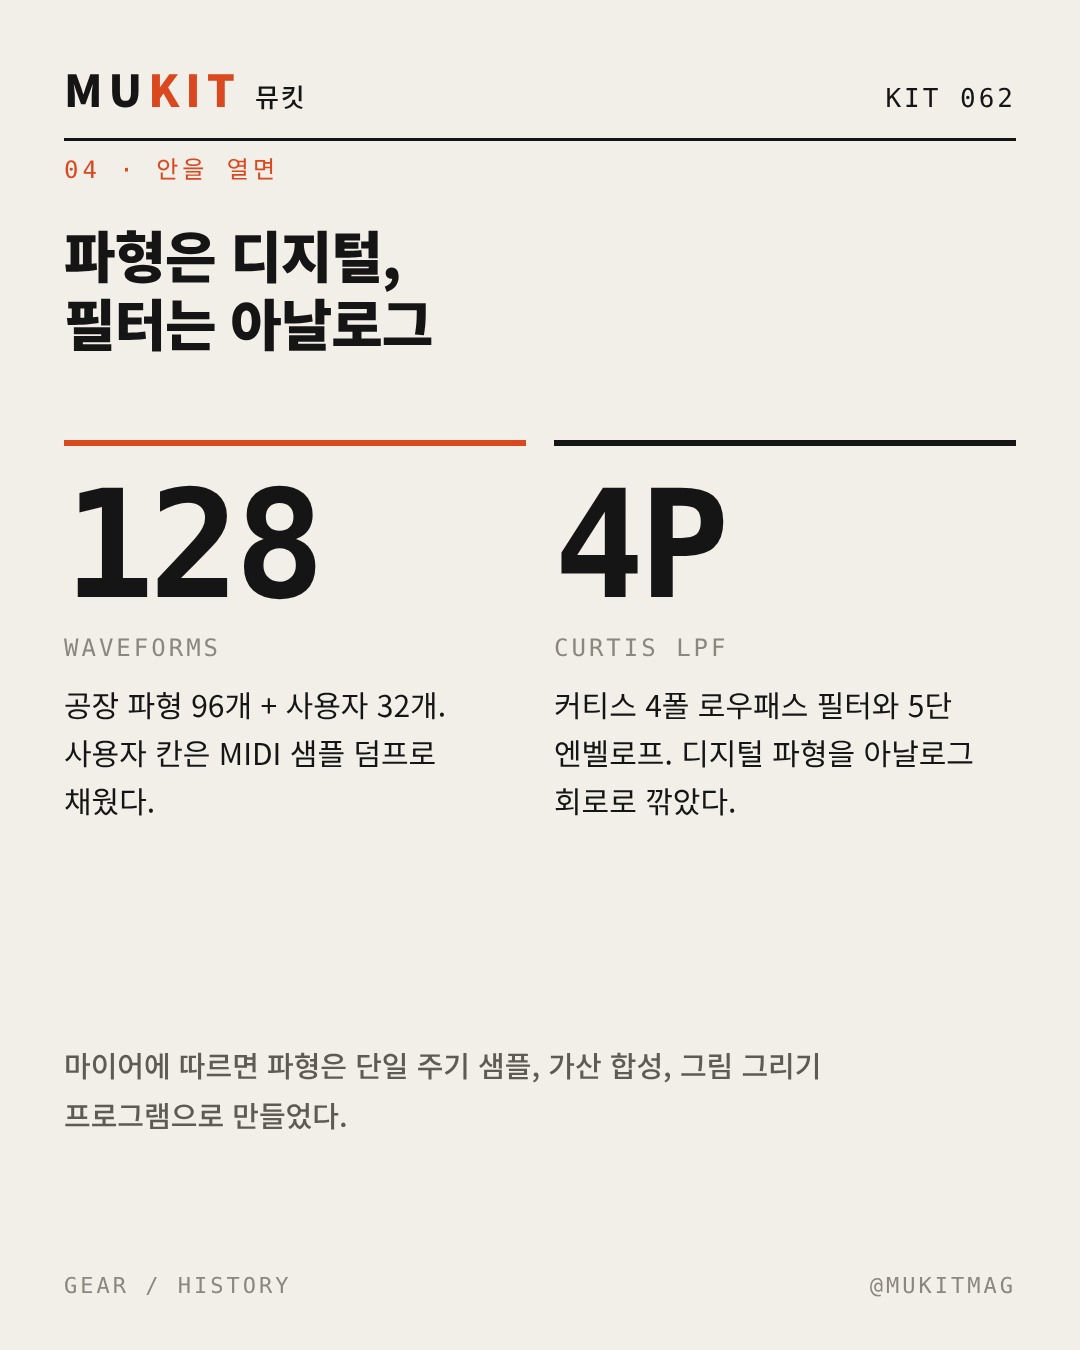 MUKIT 뮤킷
KIT 062
04 · 안을 열면
파형은 디지털,
필터는 아날로그
128
WAVEFORMS
공장 파형 96개 + 사용자 32개.
사용자 칸은 MIDI 샘플 덤프로
채웠다.
4P
CURTIS LPF
커티스 4폴 로우패스 필터와 5단
엔벨로프. 디지털 파형을 아날로그
회로로 깎았다.
마이어에 따르면 파형은 단일 주기 샘플, 가산 합성, 그림 그리기
프로그램으로 만들었다.
GEAR / HISTORY
@MUKITMAG